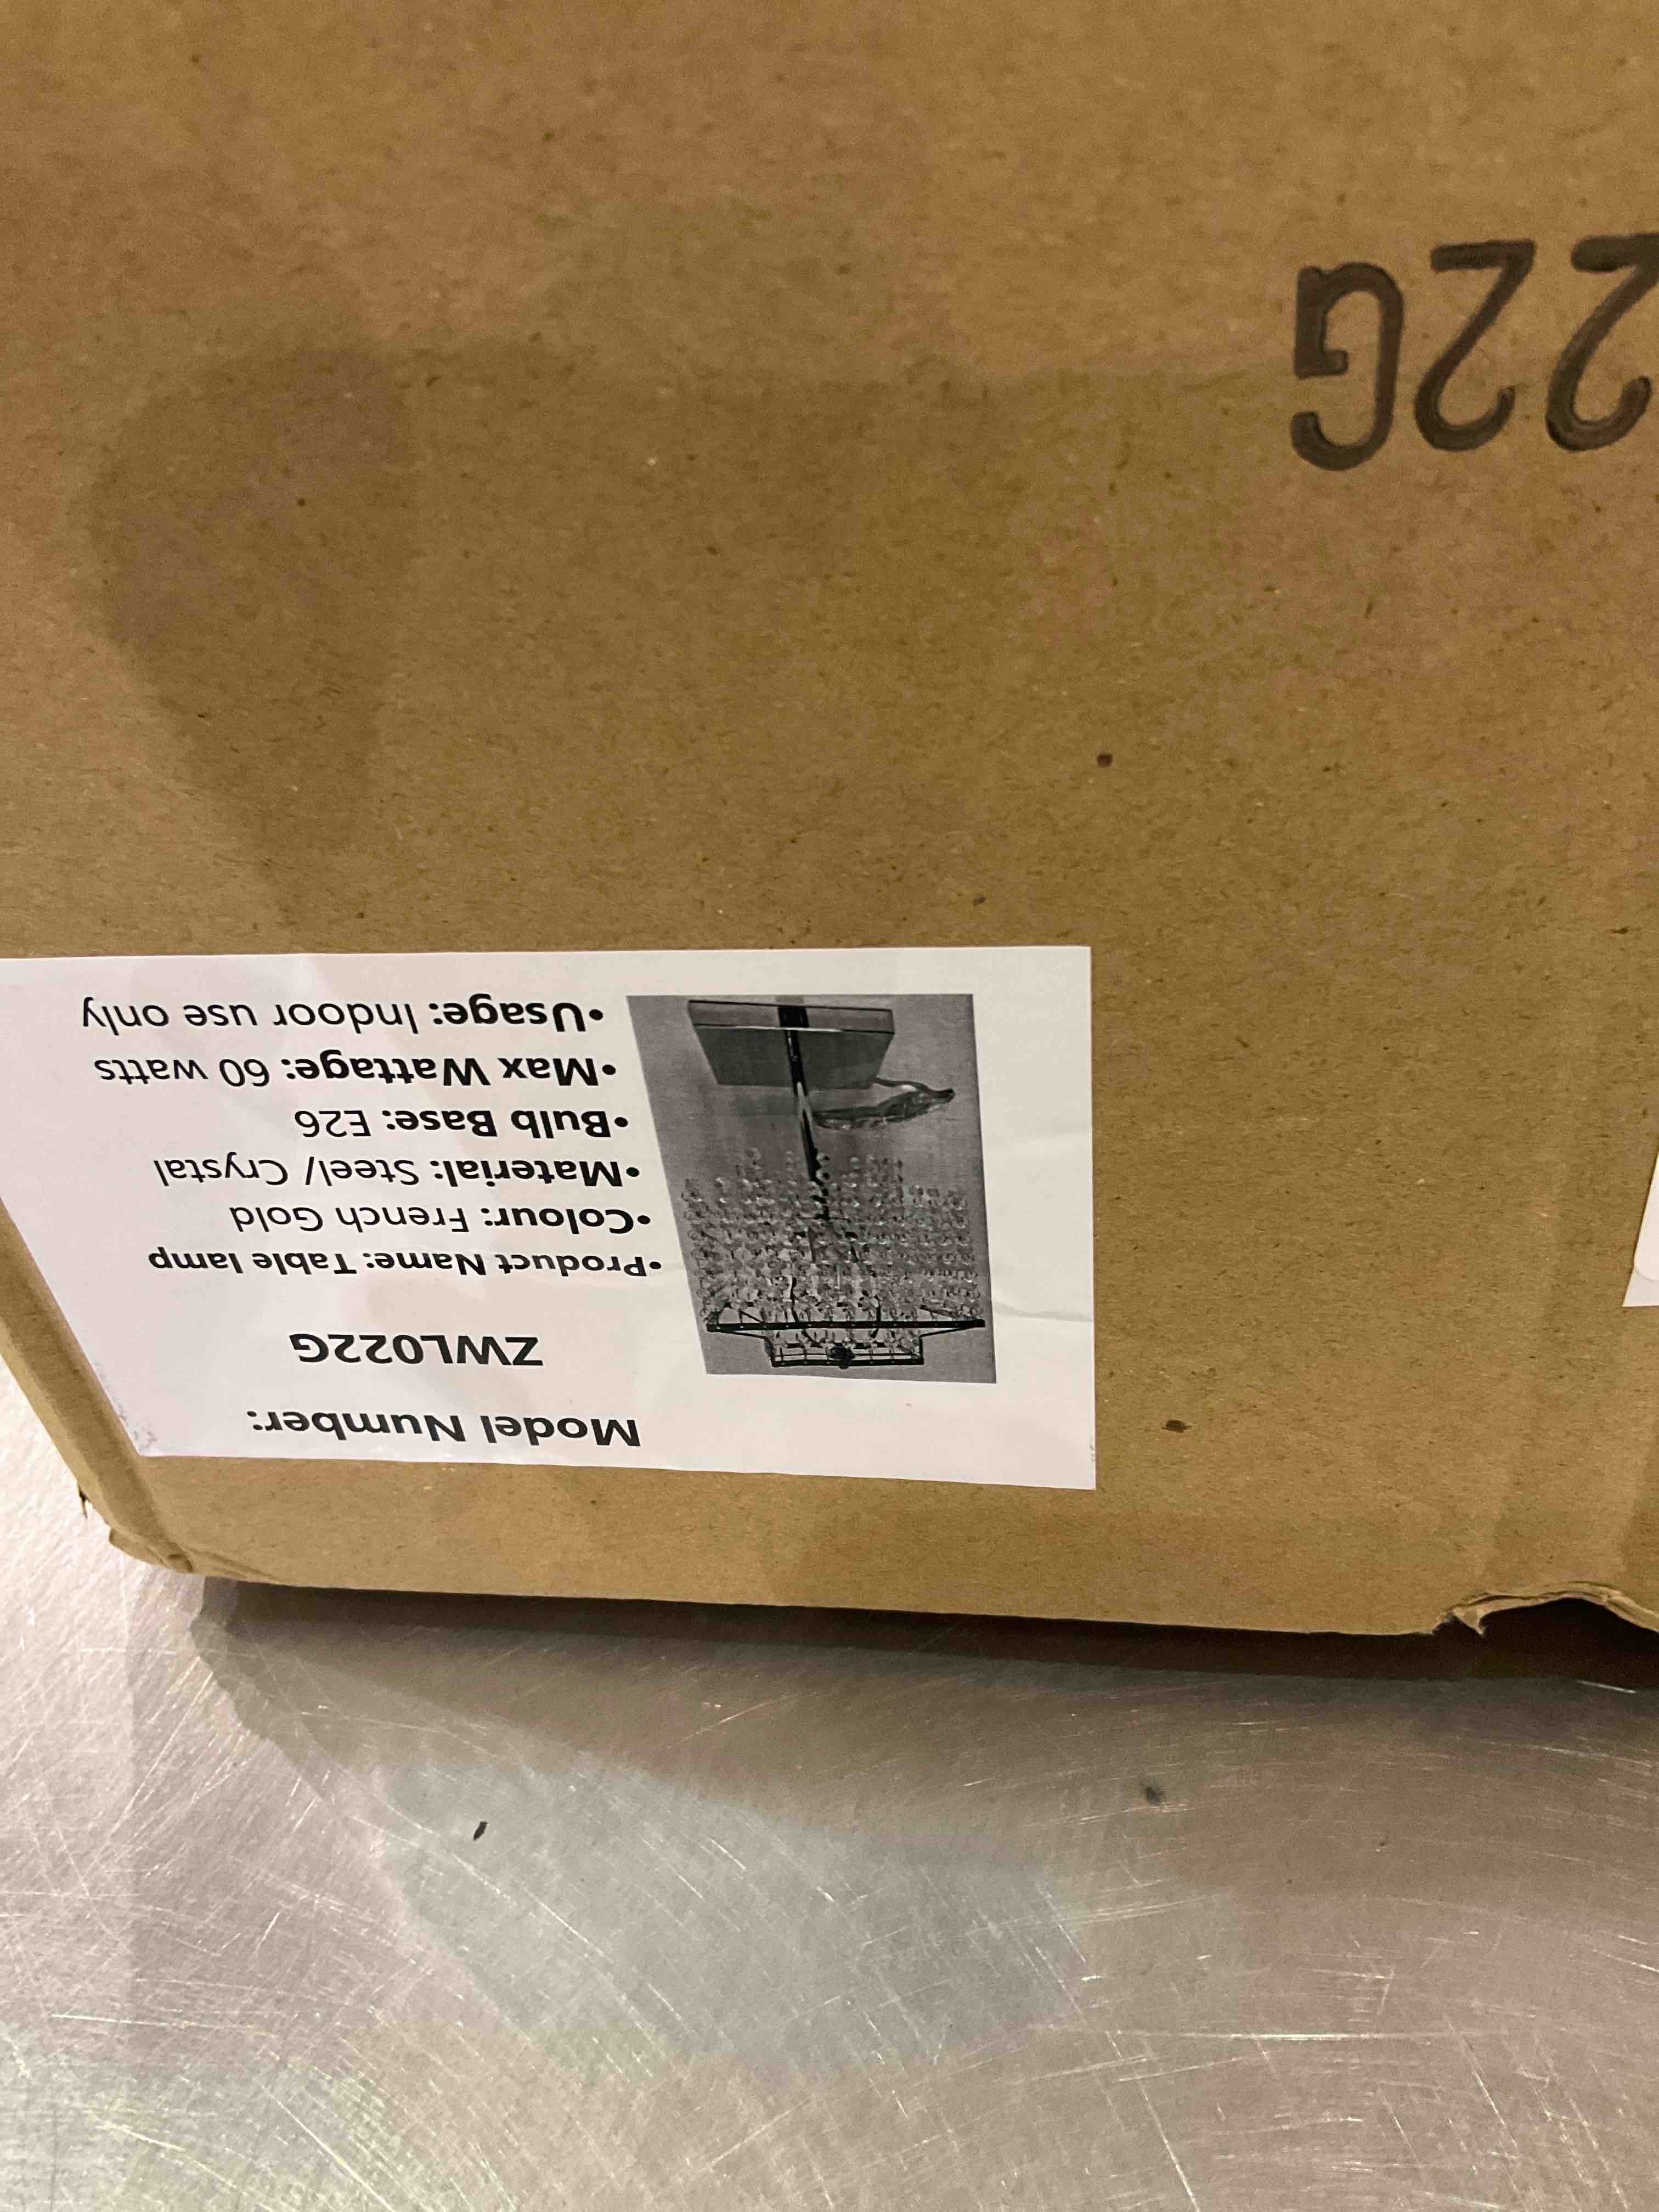 Model Number:
ZWL022G
•Product Name: Table lamp
•Colour: French Gold
•Material: Steel/ Crystal
•Bulb Base: E26
•Max Wattage: 60 watts
•Usage: Indoor use only
22G